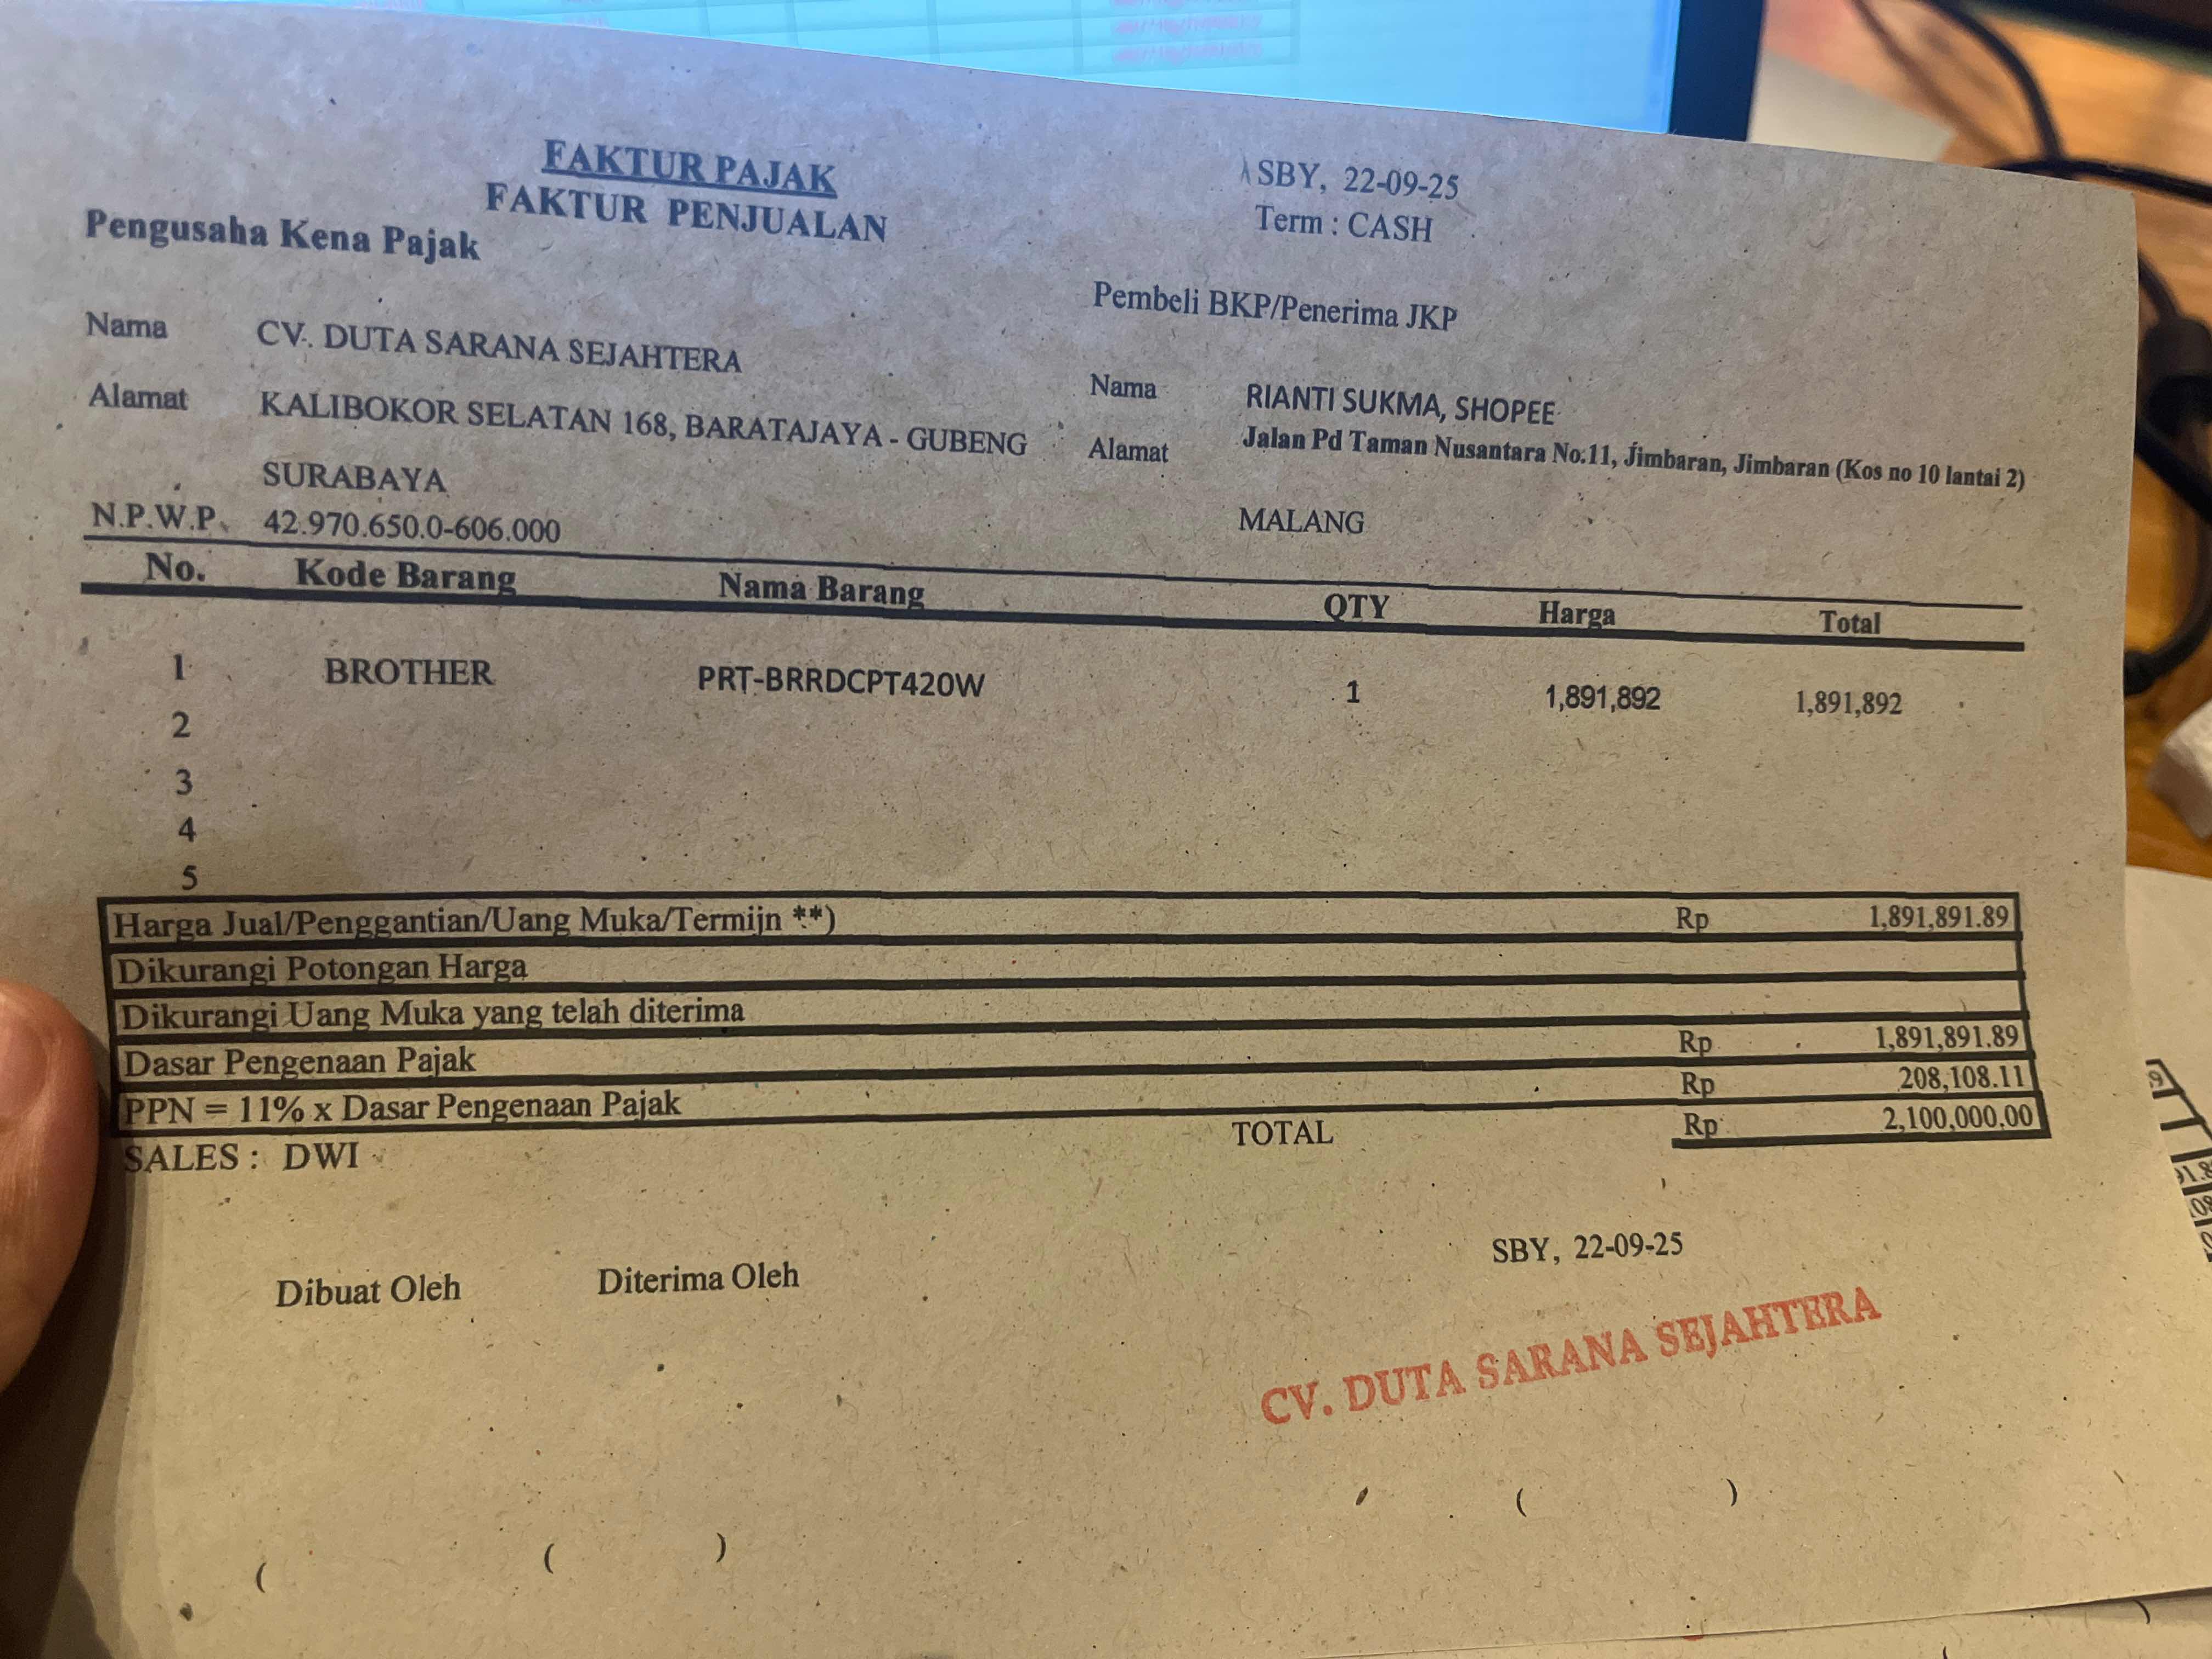 FAKTUR PAJAK
FAKTUR PENJUALAN
SBY, 22-09-25
Term : CASH
Pengusaha Kena Pajak
Pembeli BKP/Penerima JKP
Nama CV. DUTA SARANA SEJAHTERA
Nama RIANTI SUKMA, SHOPEE
Alamat KALIBOKOR SELATAN 168, BARATAJAYA - GUBENG
Alamat Jalan Pd Taman Nusantara No.11, Jimbaran, Jimbaran (Kos no 10 lantai 2)
SURABAYA
MALANG
N.P.W.P. 42.970.650.0-606.000
No. Kode Barang Nama Barang QTY Harga Total
1 BROTHER PRT-BRRDCPT420W 1 1,891,892 1,891,892
2
3
4
5
Harga Jual/Penggantian/Uang Muka/Termijn **) Rp 1,891,891.89
Dikurangi Potongan Harga
Dikurangi Uang Muka yang telah diterima
Dasar Pengenaan Pajak Rp 1,891,891.89
PPN = 11% x Dasar Pengenaan Pajak Rp 208,108.11
TOTAL Rp 2,100,000.00
SALES : DWI
SBY, 22-09-25
Dibuat Oleh Diterima Oleh
CV. DUTA SARANA SEJAHTERA
( )
( ( )